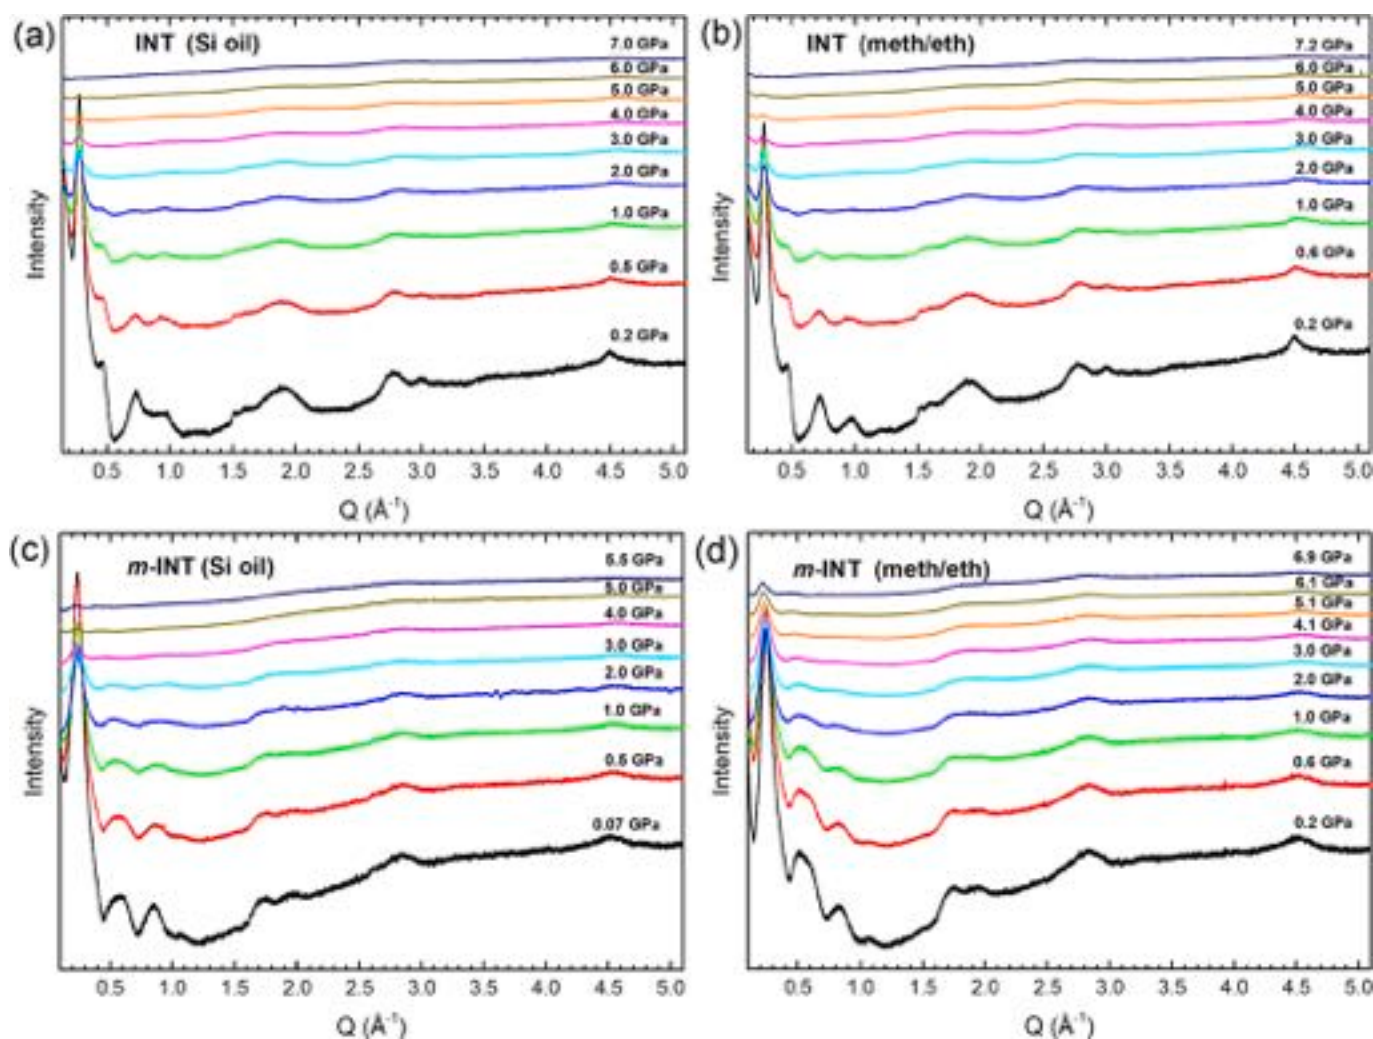 (a)
INT (Si oil)
7.0 GPa
6.0 GPa
5.0 GPa
4.0 GPa
3.0 GPa
2.0 GPa
1.0 GPa
0.5 GPa
0.2 GPa
Intensity
0.5 1.0 1.5 2.0 2.5 3.0 3.5 4.0 4.5 5.0
Q (Å⁻¹)
(b)
INT (meth/eth)
7.2 GPa
6.0 GPa
5.0 GPa
4.0 GPa
3.0 GPa
2.0 GPa
1.0 GPa
0.6 GPa
0.2 GPa
Intensity
0.5 1.0 1.5 2.0 2.5 3.0 3.5 4.0 4.5 5.0
Q (Å⁻¹)
(c)
m-INT (Si oil)
5.5 GPa
5.0 GPa
4.0 GPa
3.0 GPa
2.0 GPa
1.0 GPa
0.5 GPa
0.07 GPa
Intensity
0.5 1.0 1.5 2.0 2.5 3.0 3.5 4.0 4.5 5.0
Q (Å⁻¹)
(d)
m-INT (meth/eth)
6.9 GPa
6.1 GPa
5.1 GPa
4.1 GPa
3.0 GPa
2.0 GPa
1.0 GPa
0.6 GPa
0.2 GPa
Intensity
0.5 1.0 1.5 2.0 2.5 3.0 3.5 4.0 4.5 5.0
Q (Å⁻¹)